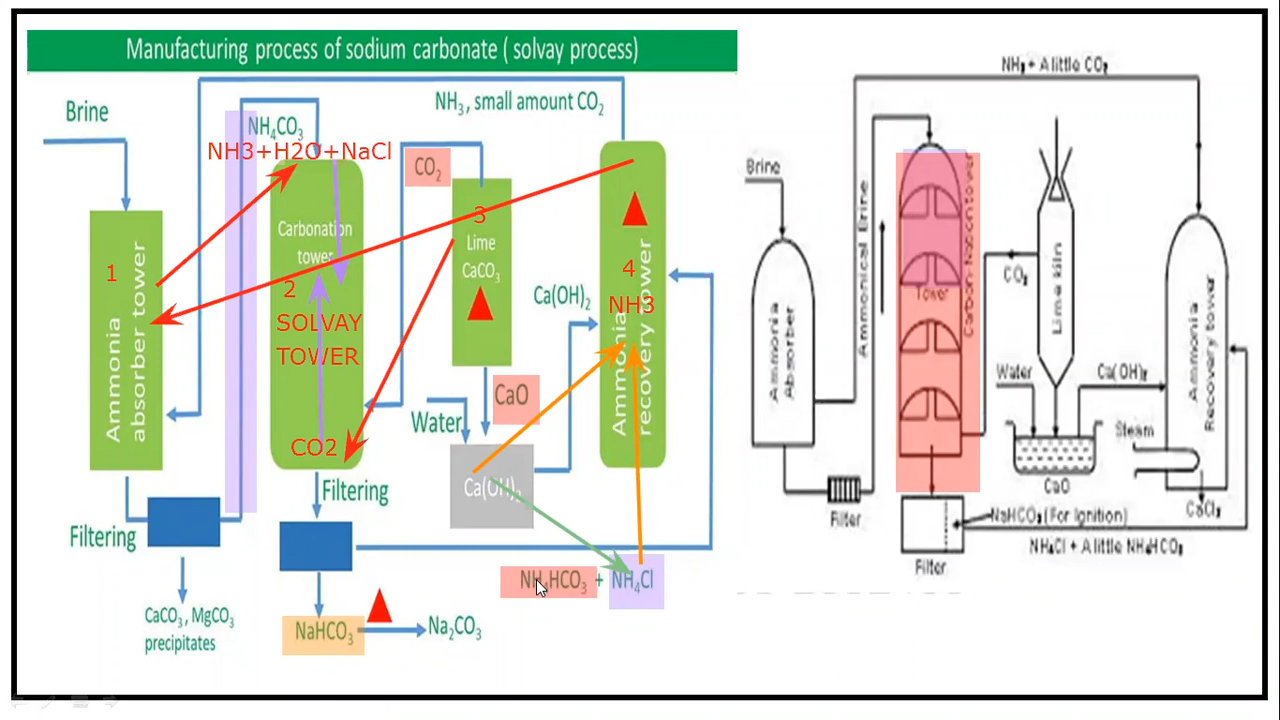 Manufacturing process of sodium carbonate ( solvay process)
Brine
NH₄CO₃
NH3+H2O+NaCl
CO₂
NH₃, small amount CO₂
Carbonation
tower
1
2
SOLVAY
TOWER
CO2
3
Lime
CaCO₃
4
NH3
Ammonia
absorber tower
Ammonia
recovery tower
Ca(OH)₂
CaO
Water
Ca(OH)₂
Filtering
Filtering
NH₄HCO₃ + NH₄Cl
CaCO₃, MgCO₃
precipitates
NaHCO₃
Na₂CO₃
NH₃ + A little CO₂
Brine
Ammonia
Absorber
Ammonical Brine
Filter
Tower
Carbon-Nation tower
CO₂
Lime kiln
Water
Ca(OH)₂
Steam
CaO
Ammonia
Recovery tower
CaCl₂
NaHCO₃ (For Ignition)
NH₄Cl + A little NH₄HCO₃
Filter